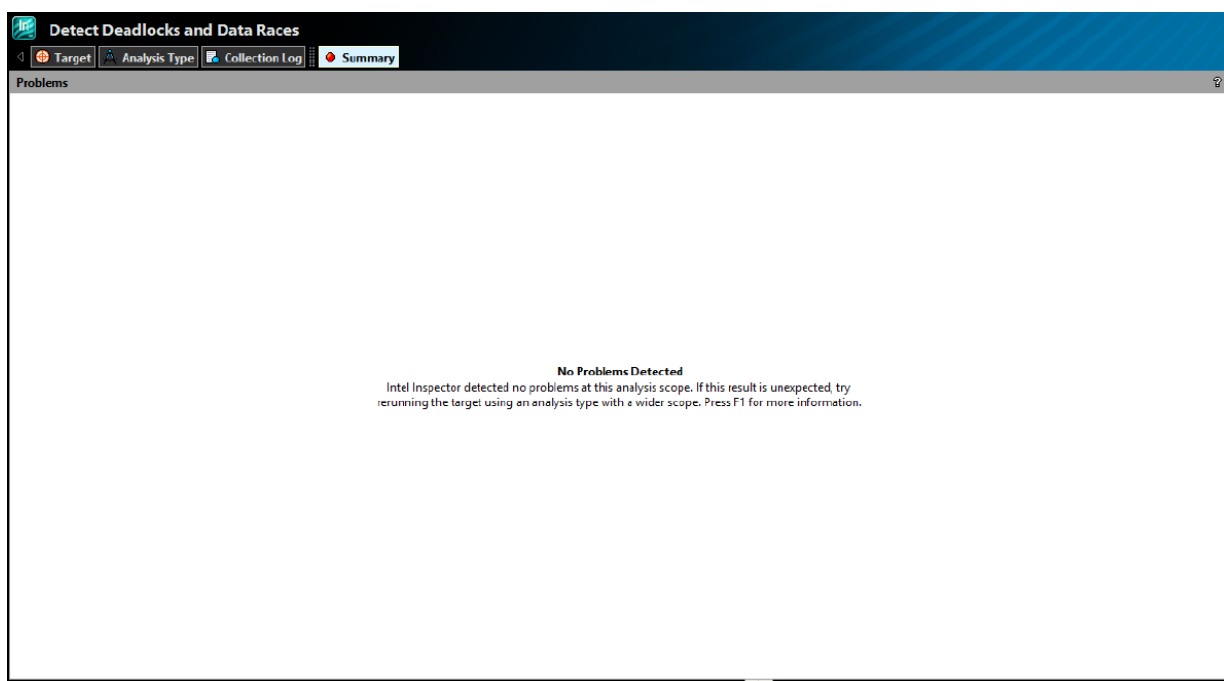 Detect Deadlocks and Data Races
Target Analysis Type Collection Log Summary
Problems ?
No Problems Detected
Intel Inspector detected no problems at this analysis scope. If this result is unexpected, try
rerunning the target using an analysis type with a wider scope. Press F1 for more information.